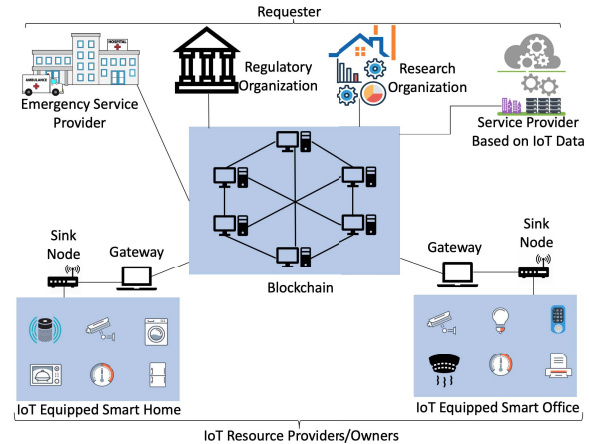 Requester
HOSPITAL
AMBULANCE
Emergency Service
Provider
Regulatory
Organization
Research
Organization
Service Provider
Based on IoT Data
Sink
Node
Gateway
Blockchain
Gateway
Sink
Node
IoT Equipped Smart Home
IoT Equipped Smart Office
IoT Resource Providers/Owners